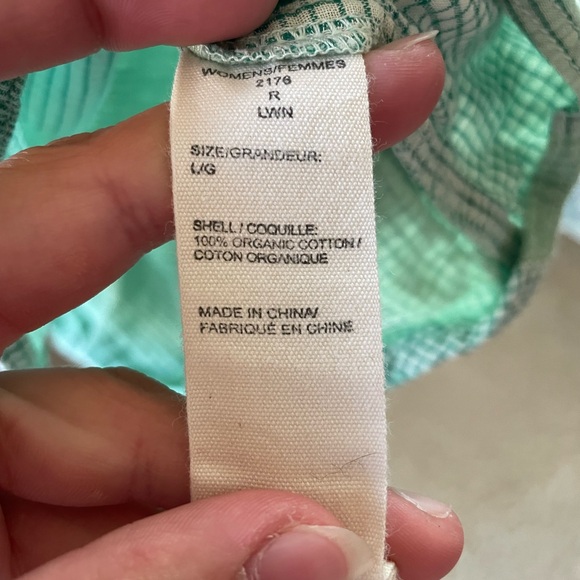 WOMENS/FEMMES
2176
R
LWN
SIZE/GRANDEUR:
L/G
SHELL / COQUILLE:
100% ORGANIC COTTON /
COTON ORGANIQUE
MADE IN CHINA/
FABRIQUÉ EN CHINE